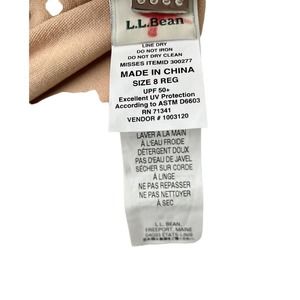 L.L.Bean
LINE DRY
DO NOT IRON
DO NOT DRY CLEAN
MISSES ITEMID 300277
MADE IN CHINA
SIZE 8 REG
UPF 50+
Excellent UV Protection
According to ASTM D6603
RN 71341
VENDOR # 1003120
LAVER À LA MAIN
À L'EAU FROIDE
DÉTERGENT DOUX
PAS D'EAU DE JAVEL
SÉCHER SUR CORDE
À LINGE
NE PAS REPASSER
NE PAS NETTOYER
À SEC
L.L. BEAN,
FREEPORT, MAINE
04033 ÉTATS-UNIS